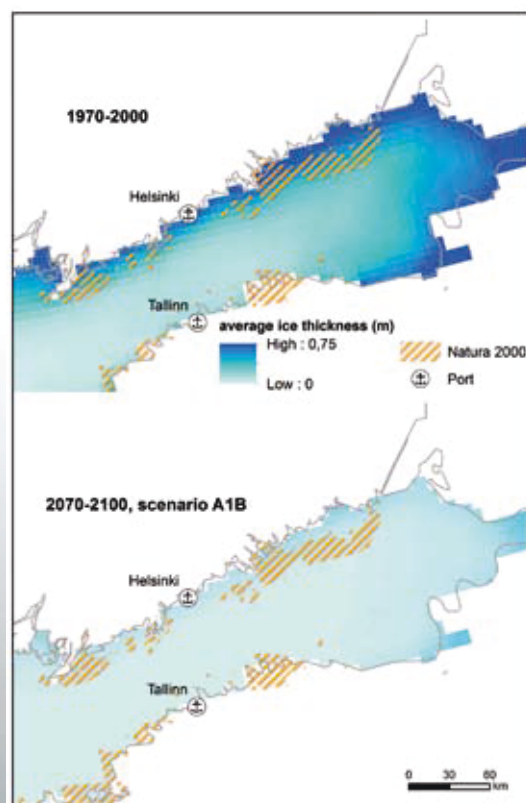 1970-2000
Helsinki
Tallinn
average ice thickness (m)
High : 0,75
Low : 0
Natura 2000
Port
2070-2100, scenario A1B
Helsinki
Tallinn
0 30 60
km